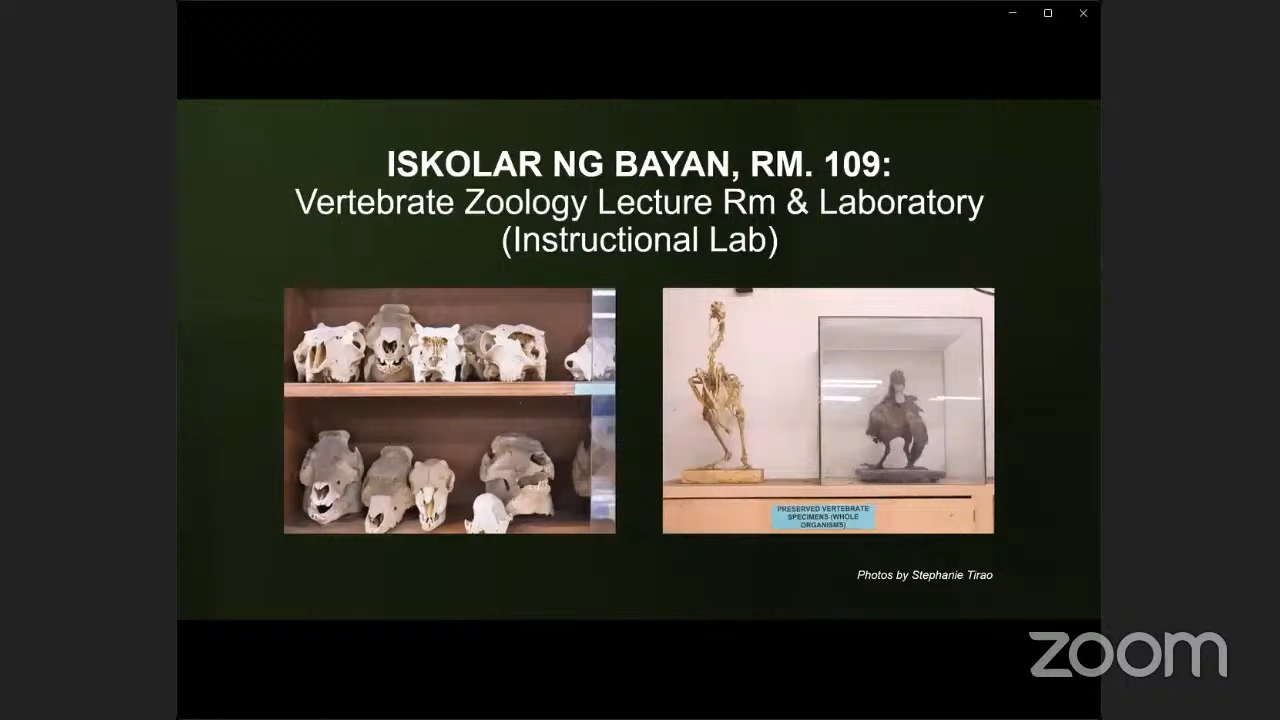 ISKOLAR NG BAYAN, RM. 109:
Vertebrate Zoology Lecture Rm & Laboratory
(Instructional Lab)
PRESERVED VERTEBRATE
SPECIMENS (WHOLE
ORGANISMS)
Photos by Stephanie Tirao
zoom